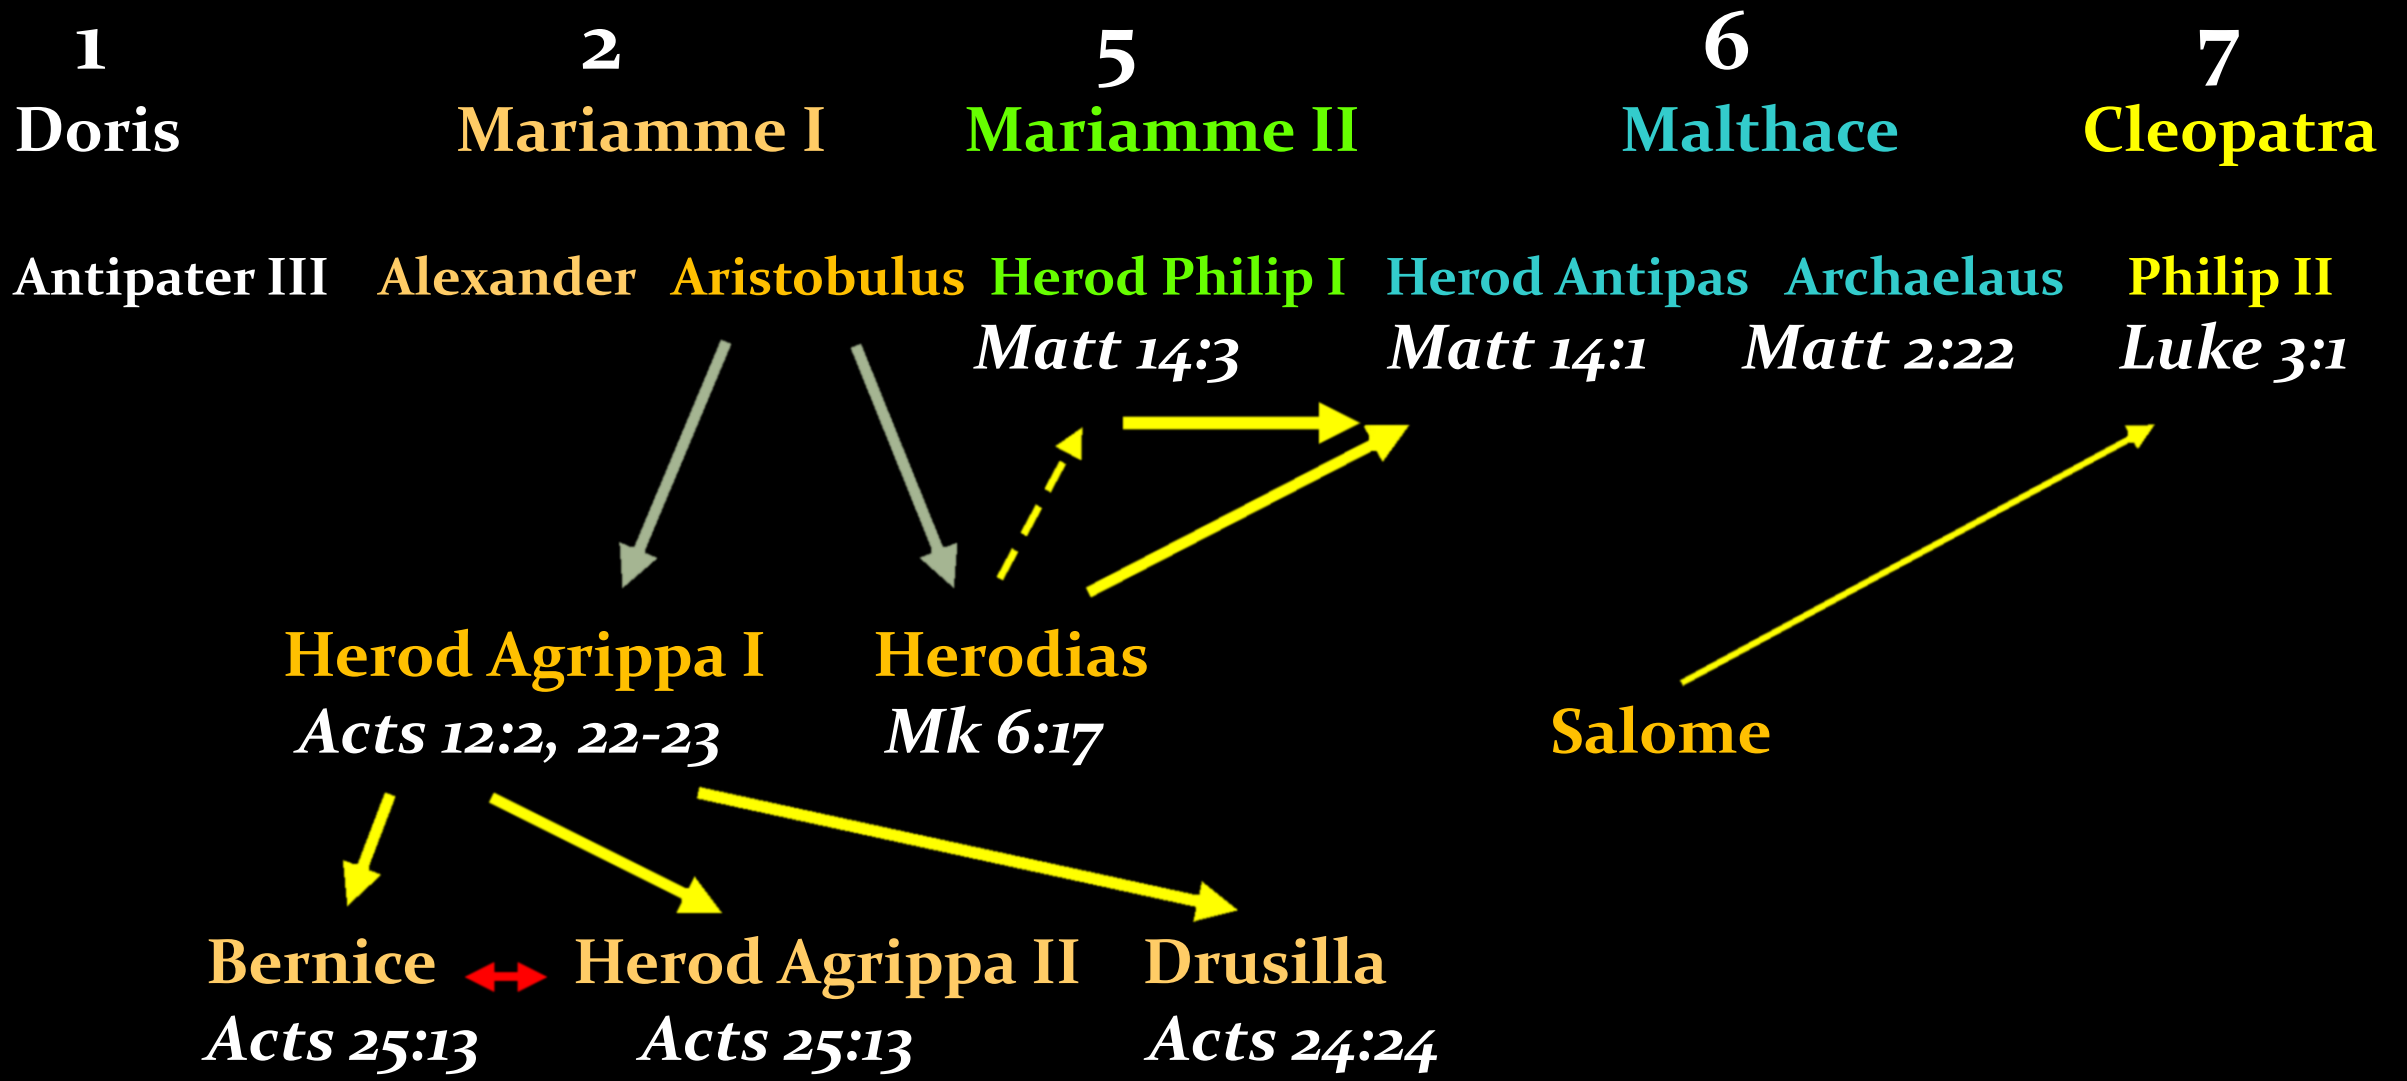 1 2 5 6 7
Doris Mariamme I Mariamme II Malthace Cleopatra
Antipater III Alexander Aristobulus Herod Philip I Herod Antipas Archaelaus Philip II
Matt 14:3 Matt 14:1 Matt 2:22 Luke 3:1
Herod Agrippa I Herodias
Acts 12:2, 22-23 Mk 6:17 Salome
Bernice Herod Agrippa II Drusilla
Acts 25:13 Acts 25:13 Acts 24:24